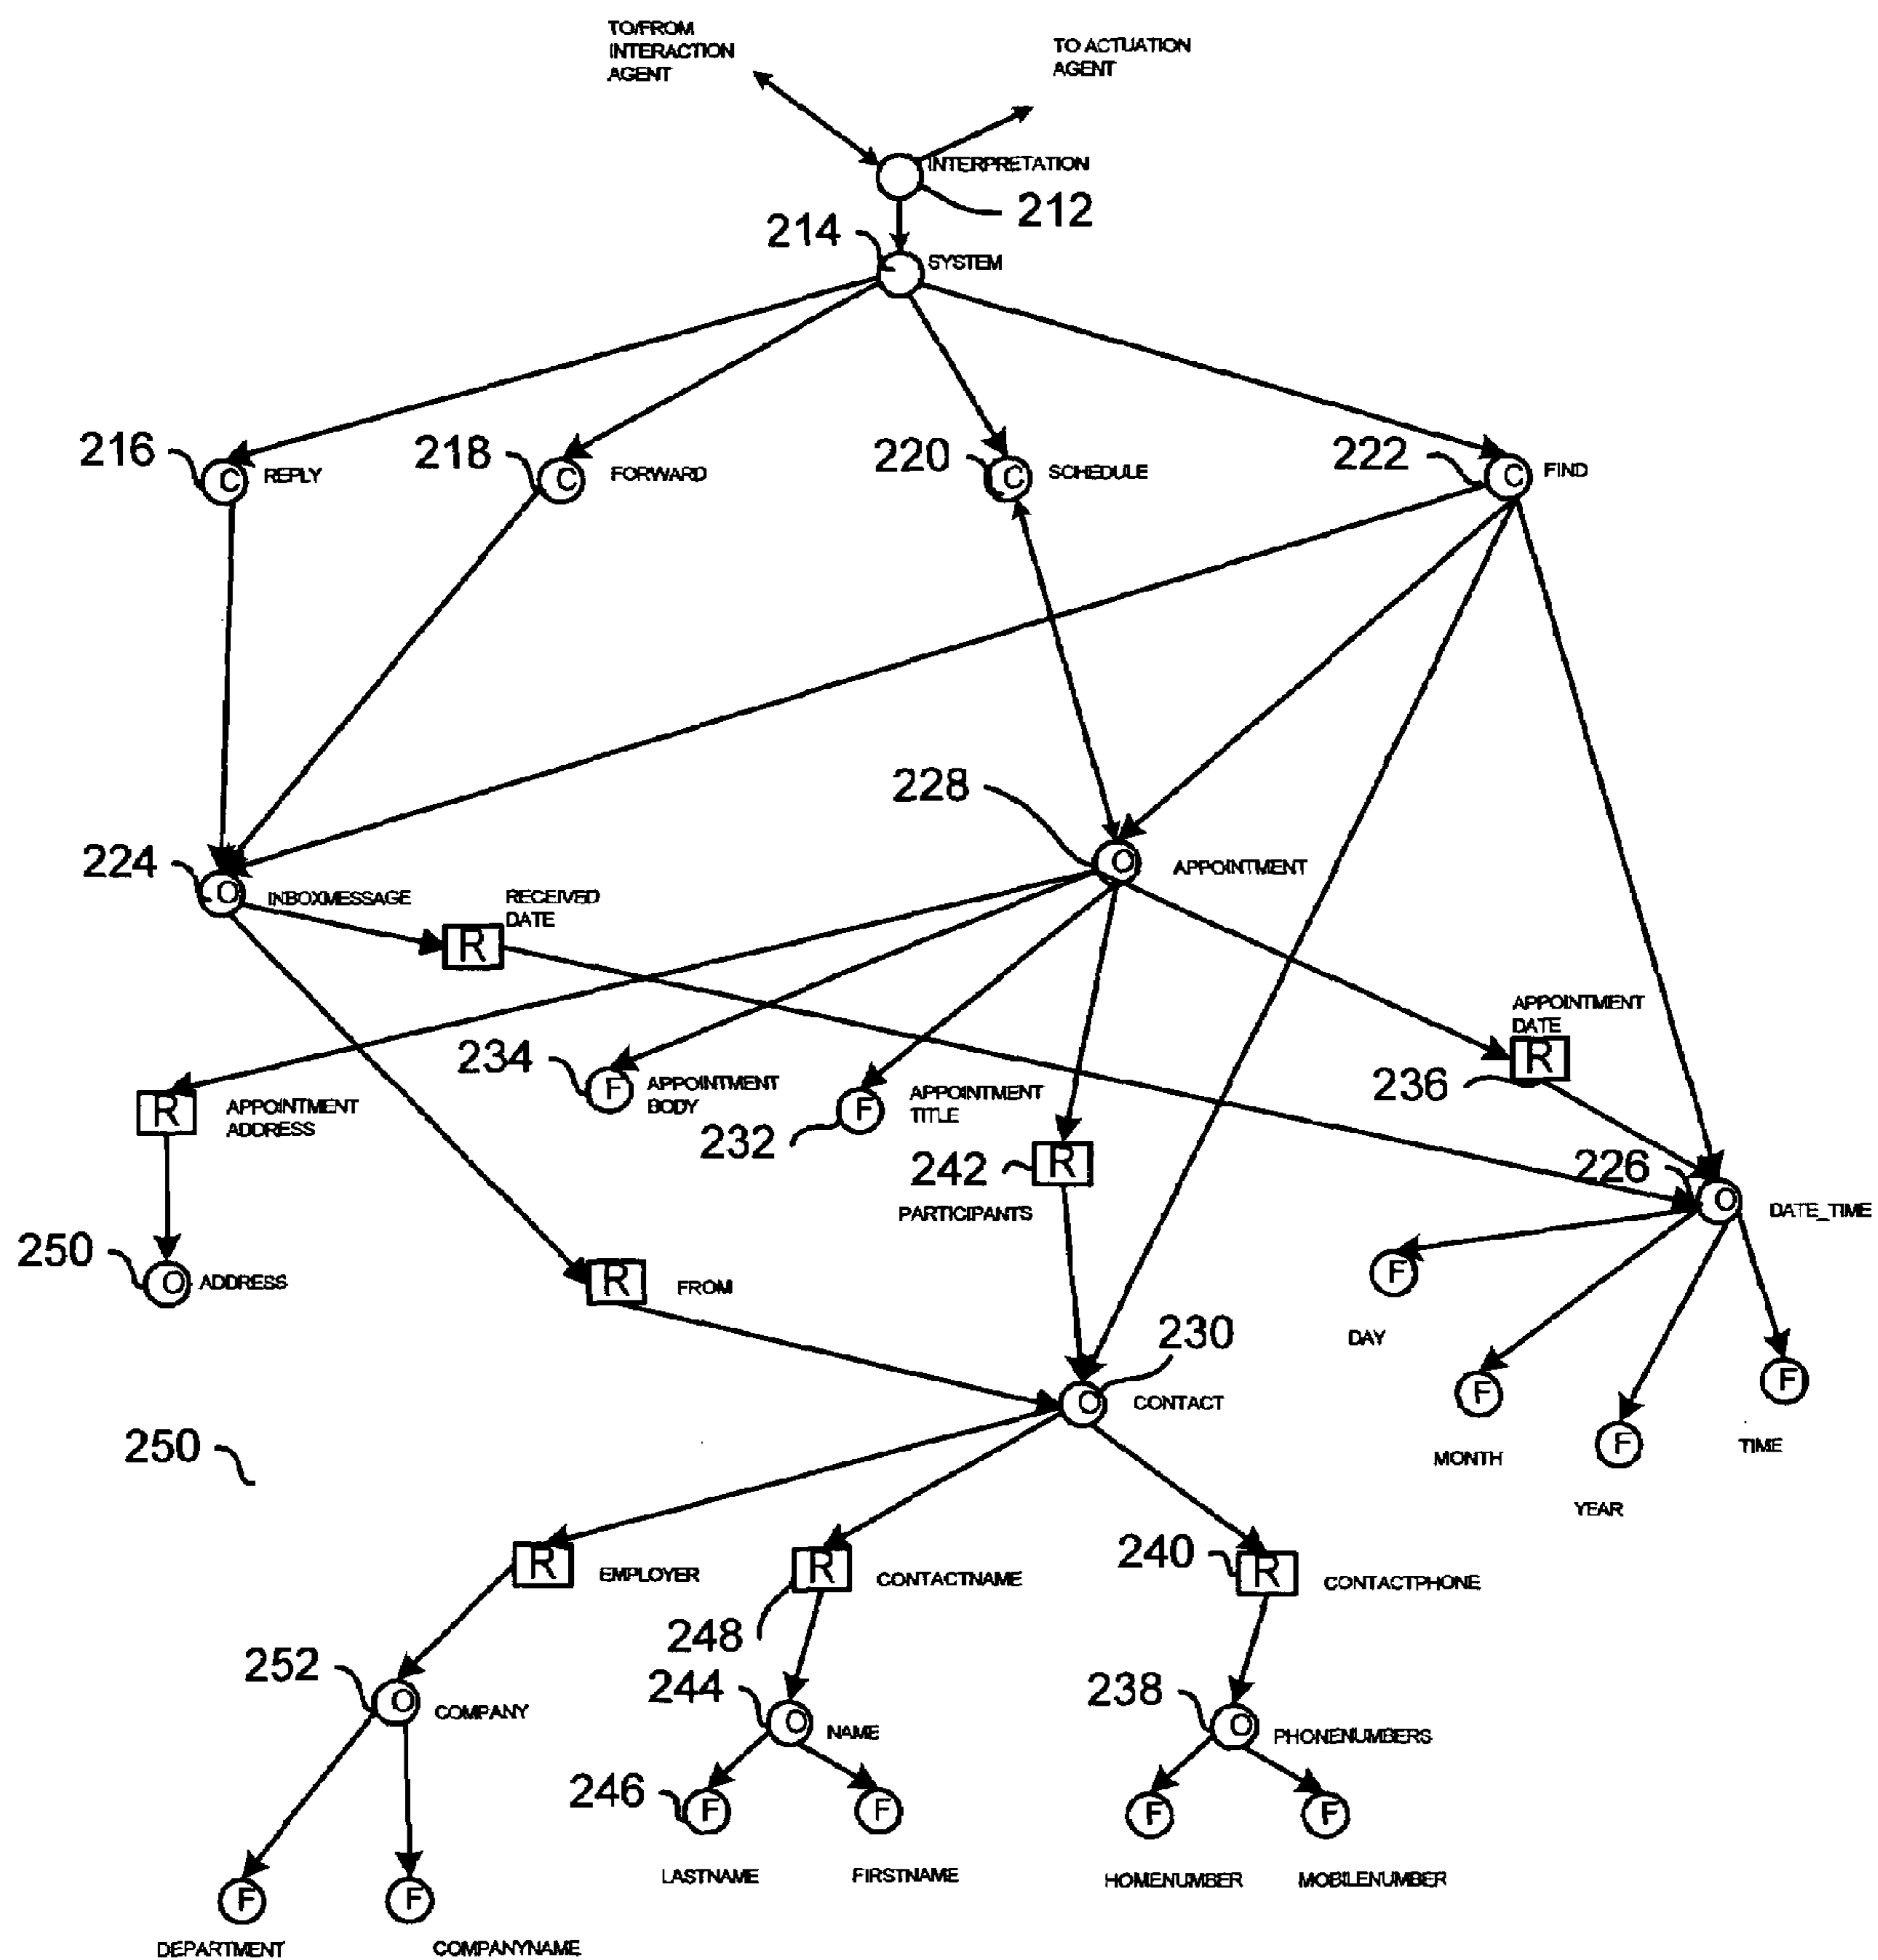 TO/FROM
INTERACTION
AGENT
TO ACTUATION
AGENT
INTERPRETATION
212
214
SYSTEM
216
C
REPLY
218
C
FORWARD
220
C
SCHEDULE
222
C
FIND
228
O
APPOINTMENT
224
O
INBOXMESSAGE
RECEIVED
DATE
R
APPOINTMENT
DATE
R
236
234
F
APPOINTMENT
BODY
F
APPOINTMENT
TITLE
232
R
APPOINTMENT
ADDRESS
242
R
PARTICIPANTS
226
O
DATE_TIME
250
O
ADDRESS
R
FROM
F
DAY
230
O
CONTACT
F
MONTH
F
YEAR
F
TIME
250
R
EMPLOYER
R
CONTACTNAME
248
240
R
CONTACTPHONE
252
O
COMPANY
244
O
NAME
238
O
PHONENUMBERS
246
F
LASTNAME
F
FIRSTNAME
F
HOMENUMBER
F
MOBILENUMBER
F
DEPARTMENT
F
COMPANYNAME